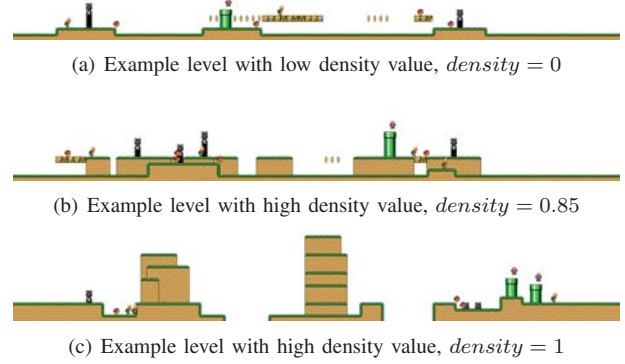 (a) Example level with low density value, density = 0
(b) Example level with high density value, density = 0.85
(c) Example level with high density value, density = 1